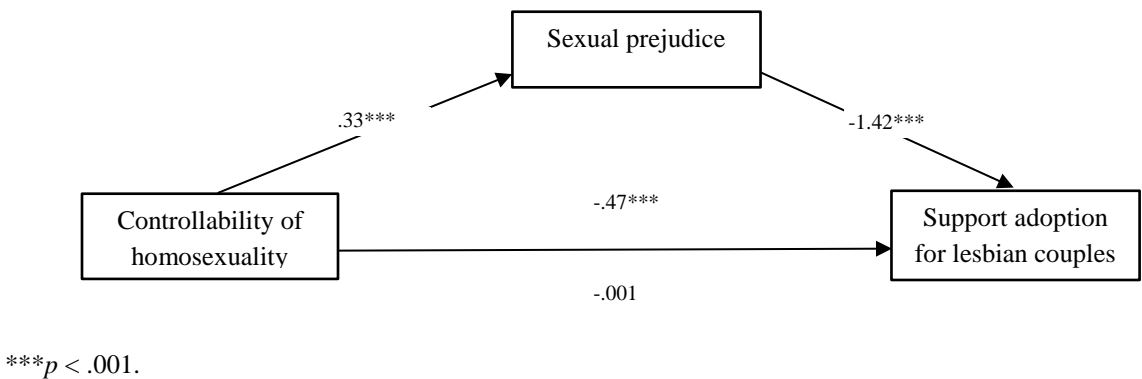 Sexual prejudice
.33***
-1.42***
-.47***
Controllability of
homosexuality
Support adoption
for lesbian couples
-.001
***p < .001.